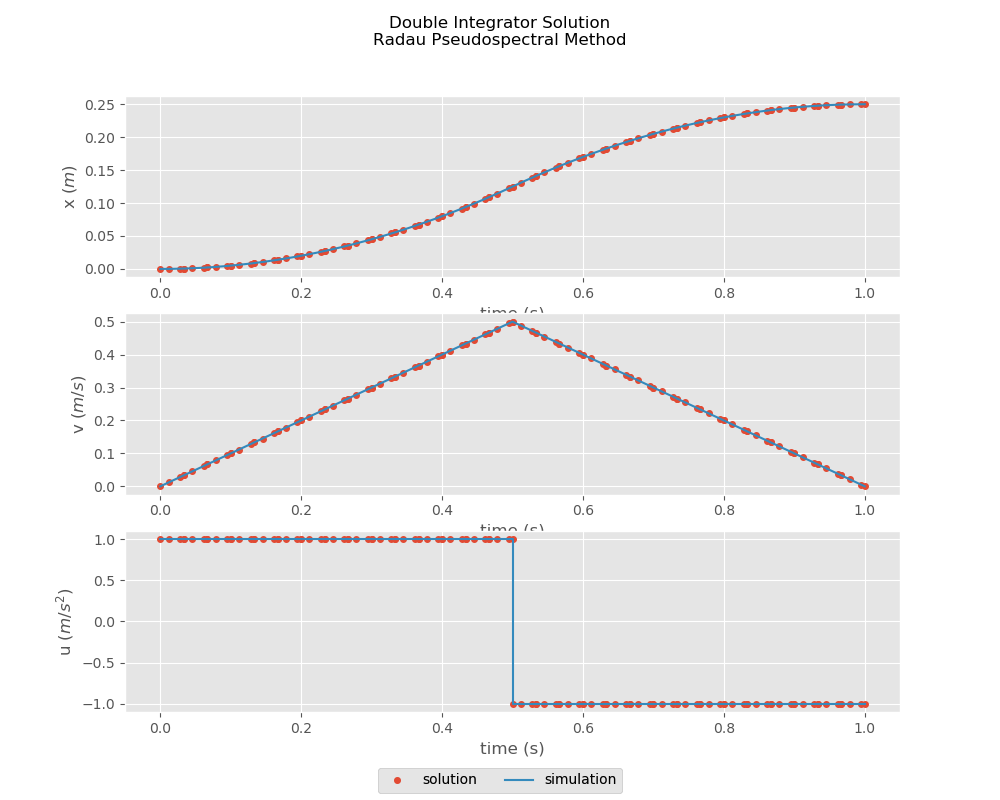 Double Integrator Solution
Radau Pseudospectral Method
0.25
0.20
0.15
0.10
0.05
0.00
x (m)
0.0 0.2 0.4 0.6 0.8 1.0
time (s)
0.5
0.4
0.3
0.2
0.1
0.0
v (m/s)
0.0 0.2 0.4 0.6 0.8 1.0
time (s)
1.0
0.5
0.0
−0.5
−1.0
u (m/s²)
0.0 0.2 0.4 0.6 0.8 1.0
time (s)
solution simulation